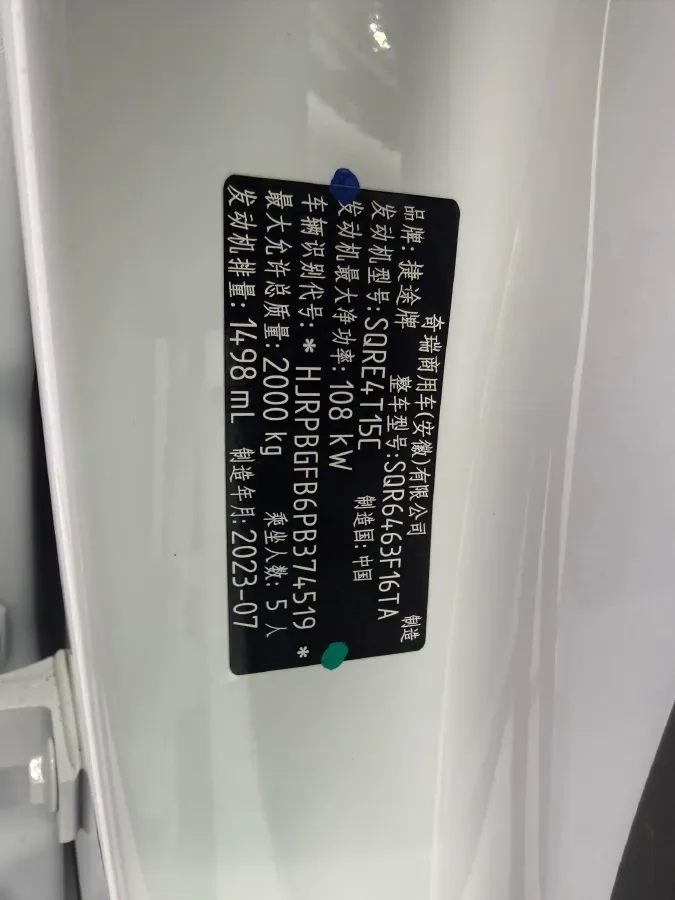 奇瑞商用车(安徽)有限公司 制造
品牌: 捷途牌 整车型号:SQR6463F16TA
发动机型号:SQRE4T15C
发动机最大净功率: 108 kW 制造国: 中国
车辆识别代号: * HJRPBGFB6PB374519 *
最大允许总质量: 2000 kg 乘坐人数: 5 人
发动机排量: 1498 mL 制造年月: 2023-07